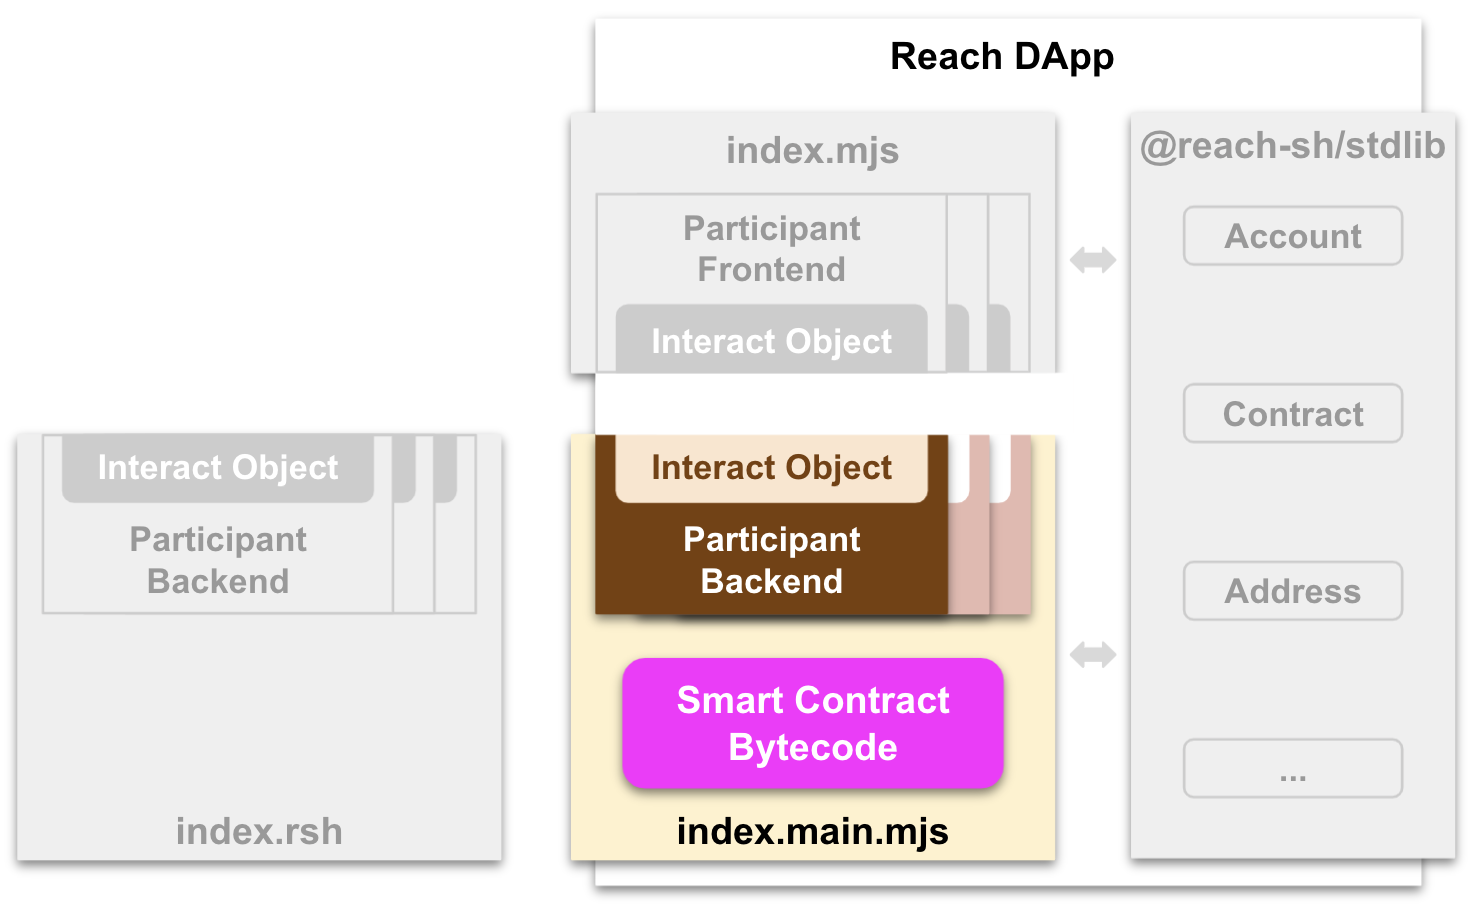 Reach DApp
index.mjs
Participant
Frontend
Interact Object
@reach-sh/stdlib
Account
Contract
Address
...
Interact Object
Participant
Backend
index.rsh
Interact Object
Participant
Backend
Smart Contract
Bytecode
index.main.mjs